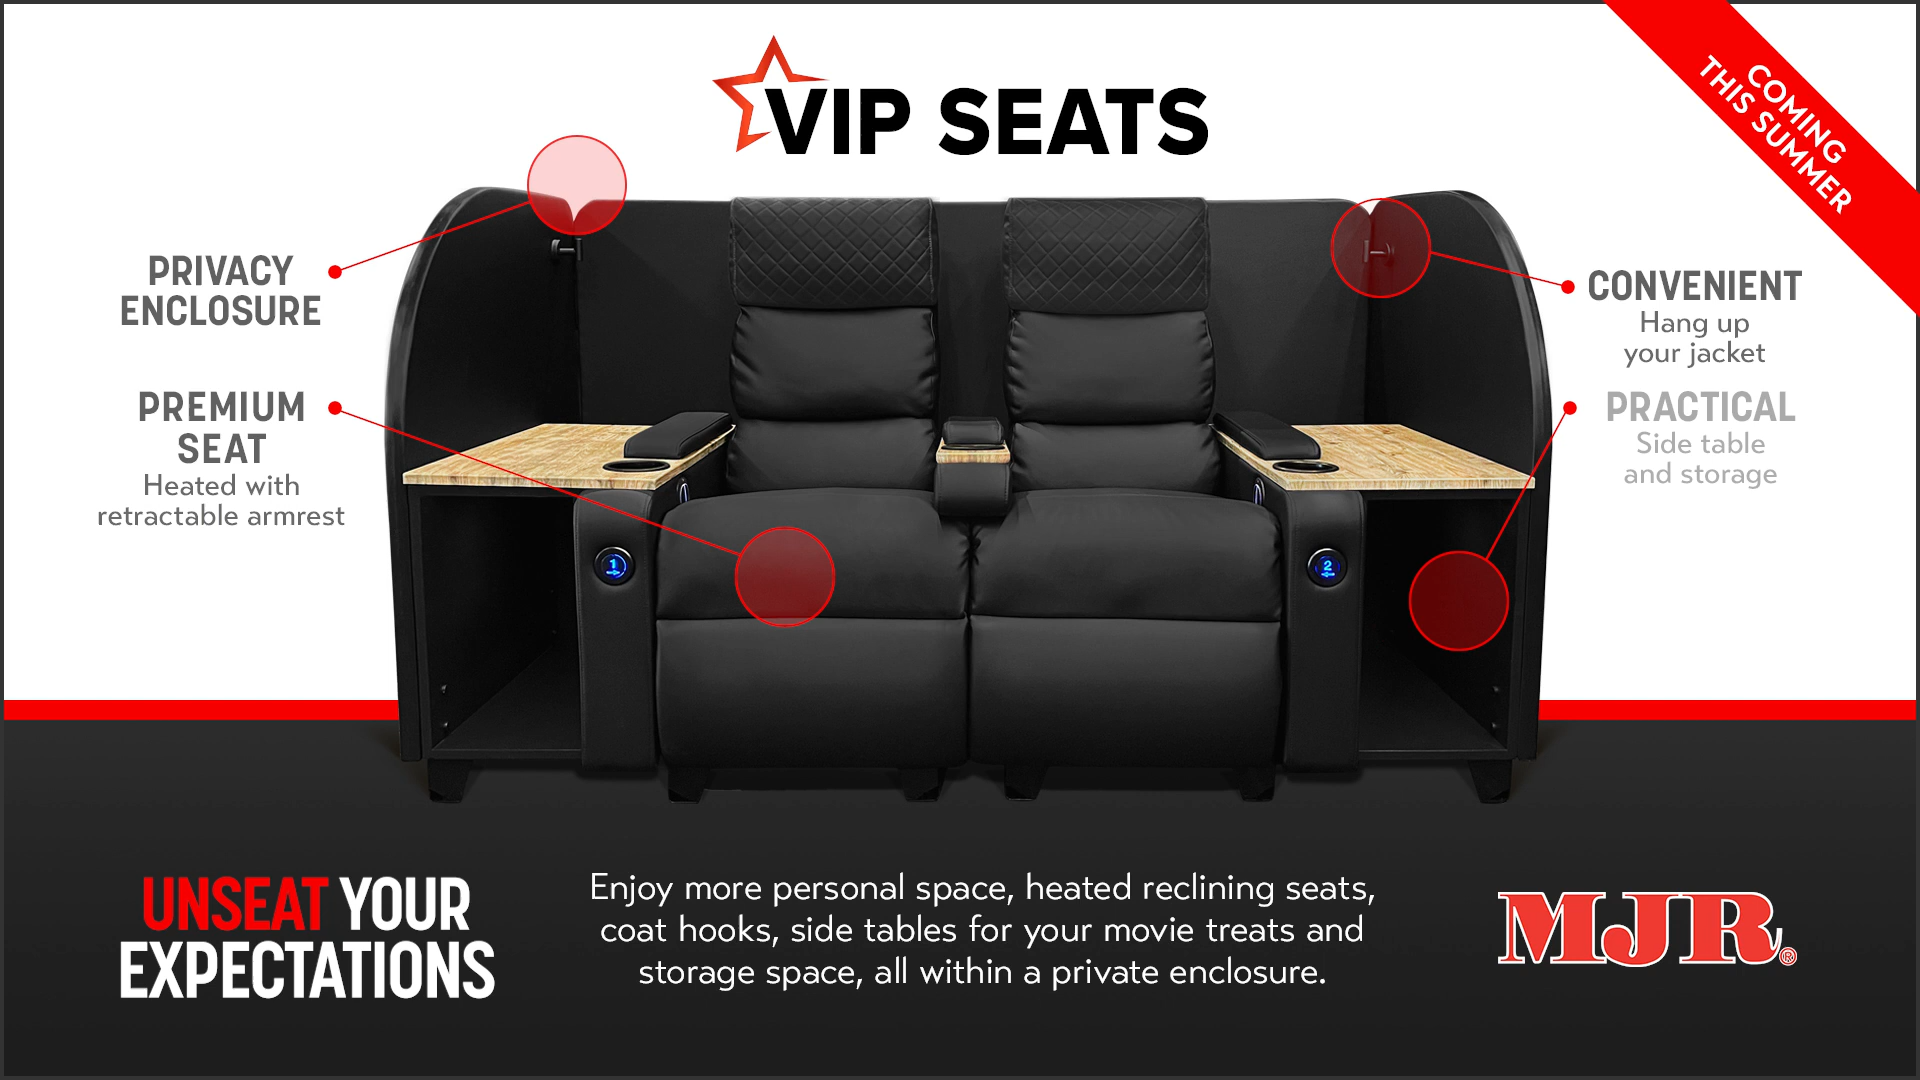 VIP SEATS
COMING
THIS SUMMER
PRIVACY
ENCLOSURE
PREMIUM
SEAT
Heated with
retractable armrest
CONVENIENT
Hang up
your jacket
PRACTICAL
Side table
and storage
1
2
UNSEAT YOUR
EXPECTATIONS
Enjoy more personal space, heated reclining seats,
coat hooks, side tables for your movie treats and
storage space, all within a private enclosure.
MJR®